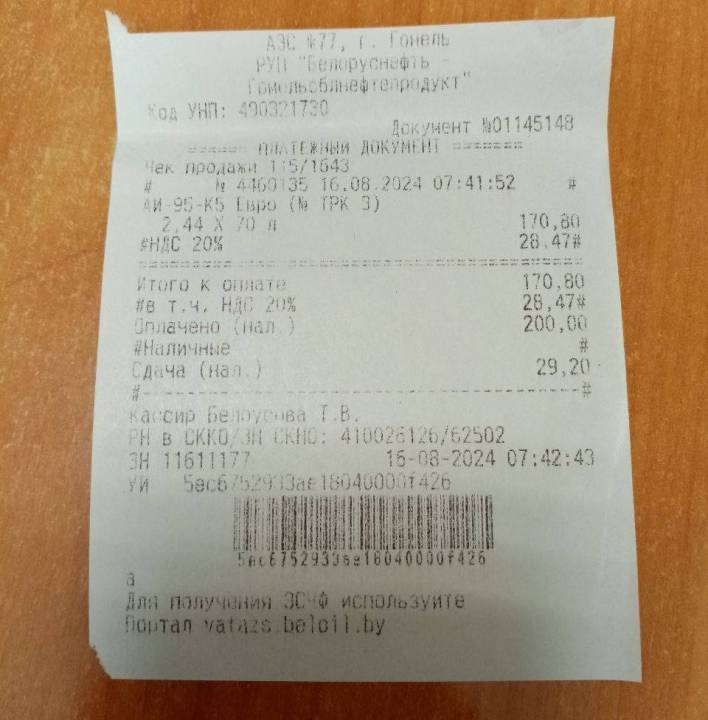 АЗС №77, г. Гомель
РУП "Белоруснефть -
Гомельоблнефтепродукт"
Код УНП: 490321730
Документ №01145148
====== ПЛАТЕЖНЫЙ ДОКУМЕНТ =======
Чек продажи 115/1643
# № 4460135 16.08.2024 07:41:52 #
АИ-95-К5 Евро (№ ТРК 3)
2,44 X 70 л 170,80
#НДС 20% 28,47#
========================================
Итого к оплате 170,80
#в т.ч. НДС 20% 28,47#
Оплачено (нал.) 200,00
#Наличные #
Сдача (нал.) 29,20
#----------------------------------------#
Кассир Белоусова Т.В.
РН в СККО/ЗН СКНО: 410026126/62502
ЗН 11611177 16-08-2024 07:42:43
УИ 5ec6752933ae18040000f426
5ec6752933ae18040000f426
a
Для получения ЭСЧФ используйте
Портал vatazs.beloil.by